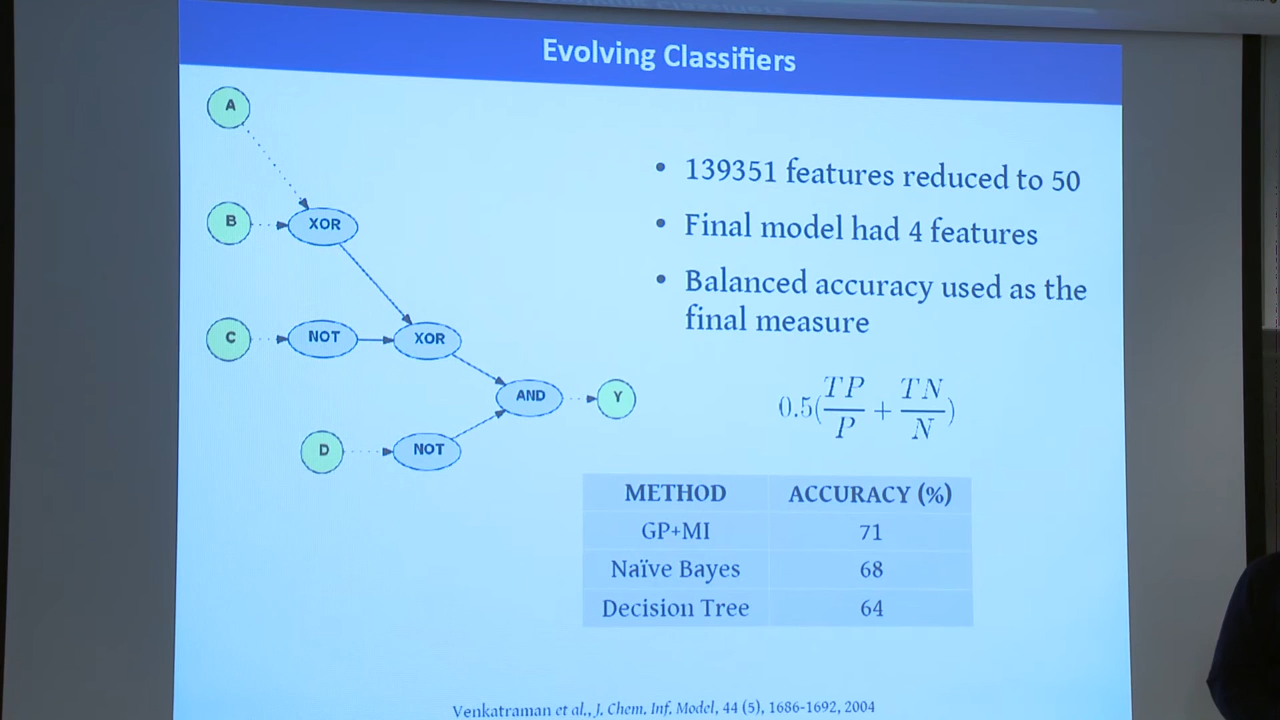 Evolving Classifiers
A
B
XOR
C
NOT
XOR
AND
Y
D
NOT
• 139351 features reduced to 50
• Final model had 4 features
• Balanced accuracy used as the
final measure
0.5(TP/P + TN/N)
METHOD ACCURACY (%)
GP+MI 71
Naïve Bayes 68
Decision Tree 64
Venkatraman et al., J. Chem. Inf. Model, 44 (5), 1686-1692, 2004